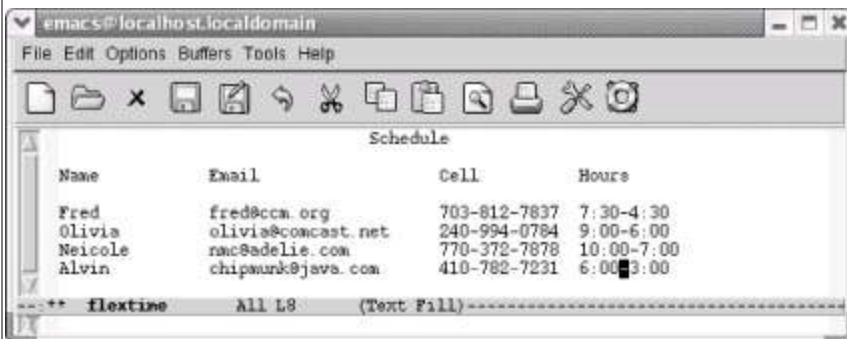 emacs@localhost.localdomain
File Edit Options Buffers Tools Help
Schedule
Name Email Cell Hours
Fred fred@ccm.org 703-812-7837 7:30-4:30
Olivia olivia@comcast.net 240-994-0784 9:00-6:00
Neicole nmc@adelie.com 770-372-7878 10:00-7:00
Alvin chipmunk@java.com 410-782-7231 6:00-3:00
--:** flextime All L8 (Text Fill)--------------------------------------------